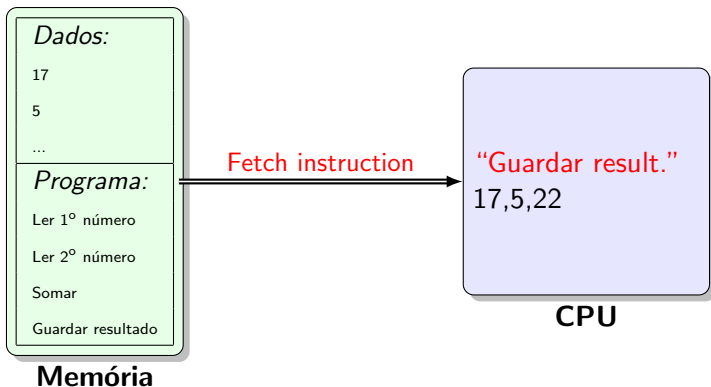 Dados:
17
5
...
Programa:
Ler 1º número
Ler 2º número
Somar
Guardar resultado
Memória
Fetch instruction
“Guardar result.”
17,5,22
CPU